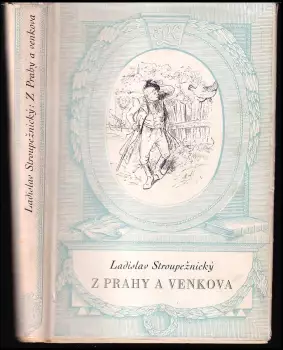 Ladislav Stroupežnický: Z Prahy a venkova
Ladislav Stroupežnický
Z PRAHY A VENKOVA